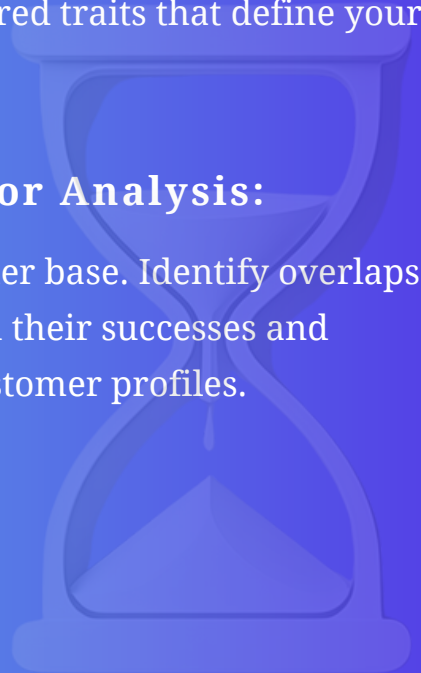 red traits that define your
or Analysis:
er base. Identify overlaps
their successes and
stomer profiles.